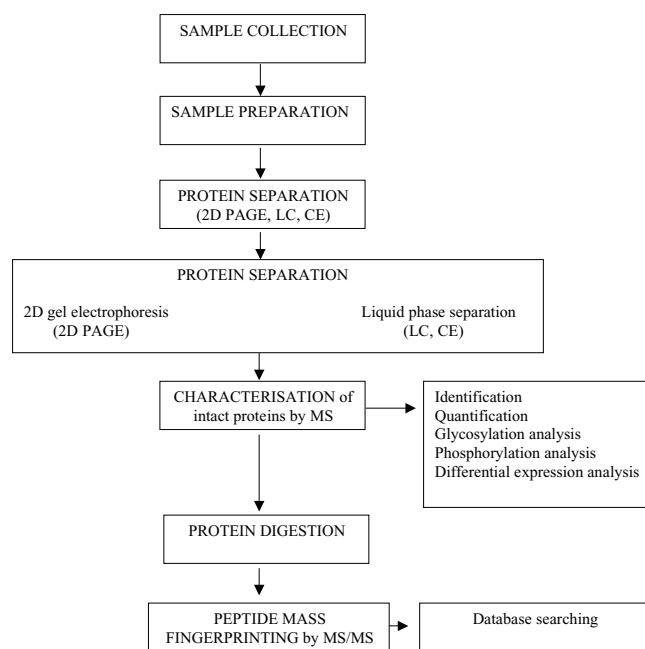 SAMPLE COLLECTION
SAMPLE PREPARATION
PROTEIN SEPARATION
(2D PAGE, LC, CE)
PROTEIN SEPARATION
2D gel electrophoresis
(2D PAGE)
Liquid phase separation
(LC, CE)
CHARACTERISATION of
intact proteins by MS
Identification
Quantification
Glycosylation analysis
Phosphorylation analysis
Differential expression analysis
PROTEIN DIGESTION
PEPTIDE MASS
FINGERPRINTING by MS/MS
Database searching